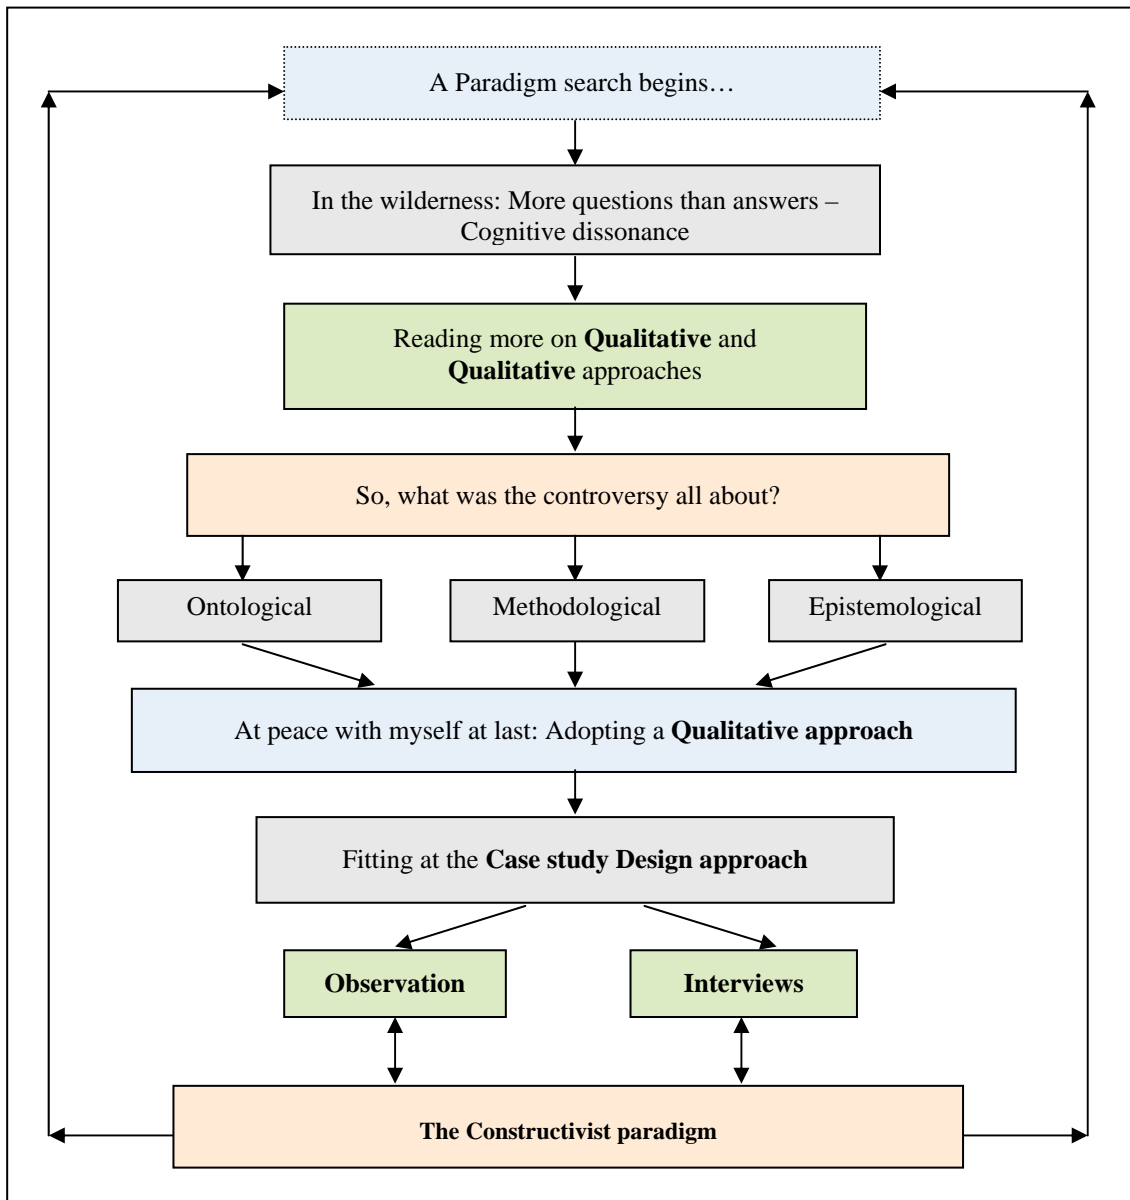 A Paradigm search begins…
In the wilderness: More questions than answers –
Cognitive dissonance
Reading more on Qualitative and
Qualitative approaches
So, what was the controversy all about?
Ontological
Methodological
Epistemological
At peace with myself at last: Adopting a Qualitative approach
Fitting at the Case study Design approach
Observation
Interviews
The Constructivist paradigm